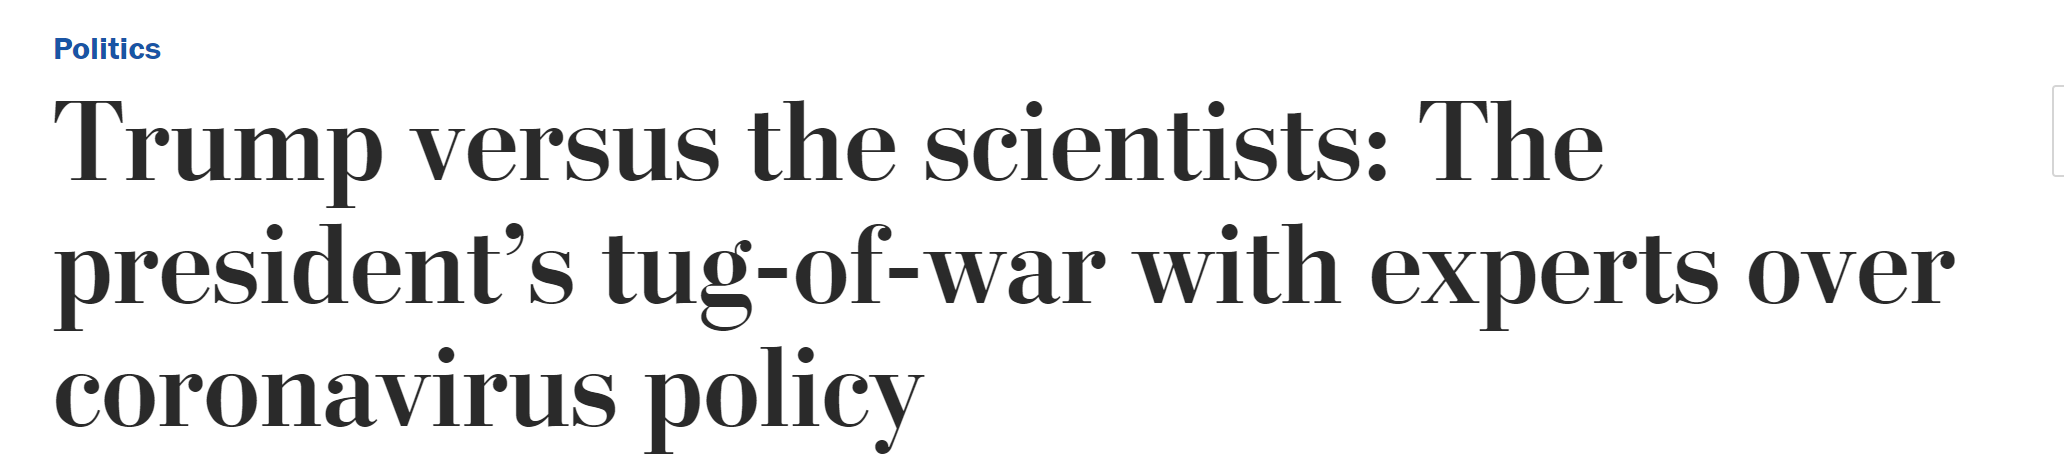 Politics
Trump versus the scientists: The
president’s tug-of-war with experts over
coronavirus policy